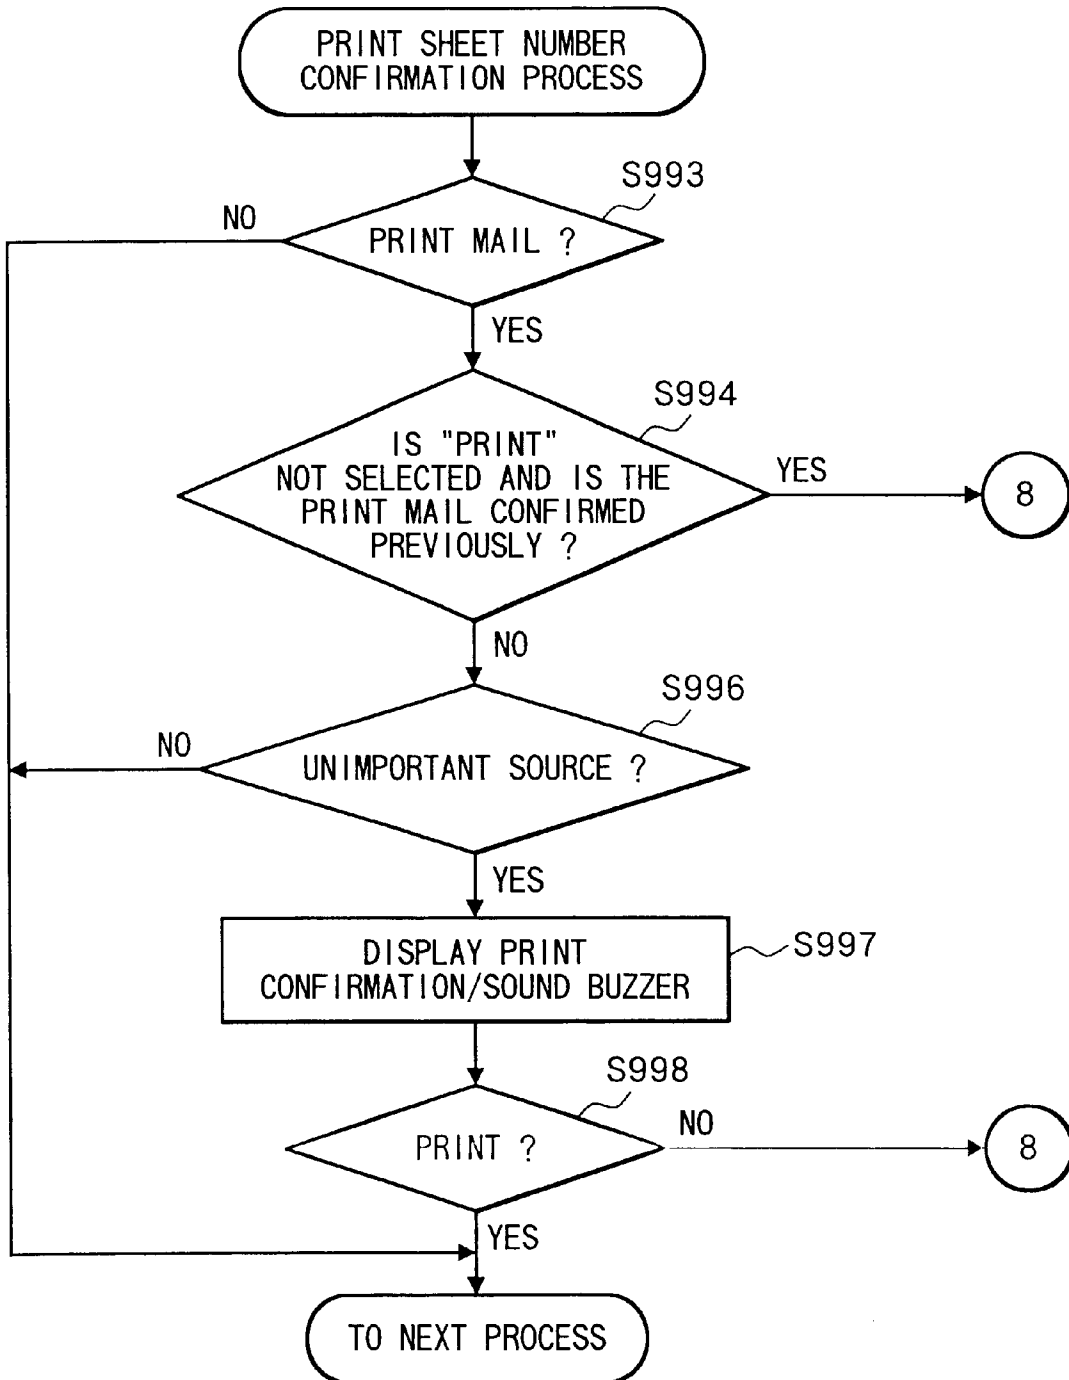 PRINT SHEET NUMBER
CONFIRMATION PROCESS
S993
NO
PRINT MAIL ?
YES
S994
IS "PRINT"
NOT SELECTED AND IS THE
PRINT MAIL CONFIRMED
PREVIOUSLY ?
YES
8
NO
S996
NO
UNIMPORTANT SOURCE ?
YES
DISPLAY PRINT
CONFIRMATION/SOUND BUZZER
S997
S998
PRINT ?
NO
8
YES
TO NEXT PROCESS